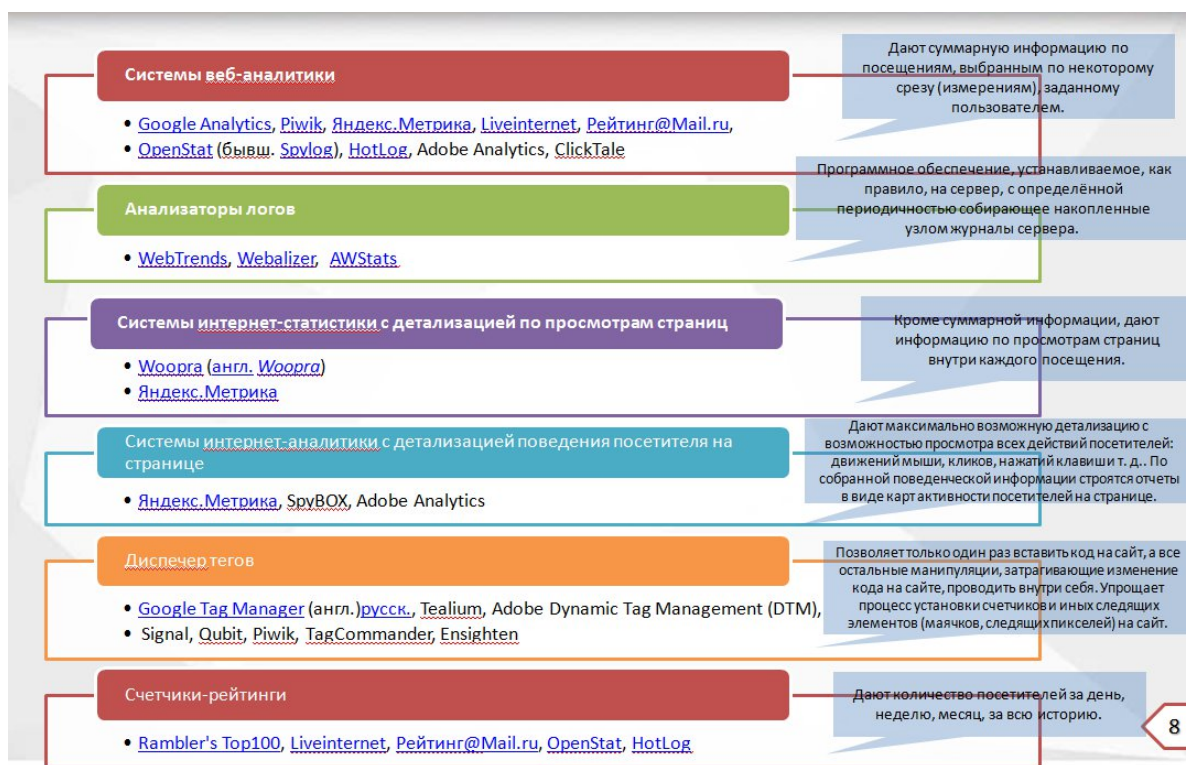 Системы веб-аналитики
• Google Analytics, Piwik, Яндекс.Метрика, Liveinternet, Рейтинг@Mail.ru,
• OpenStat (бывш. Spylog), HotLog, Adobe Analytics, ClickTale
Дают суммарную информацию по
посещениям, выбранным по некоторому
срезу (измерениям), заданному
пользователем.
Анализаторы логов
• WebTrends, Webalizer, AWStats
Программное обеспечение, устанавливаемое, как
правило, на сервер, с определённой
периодичностью собирающее накопленные
узлом журналы сервера.
Системы интернет-статистики с детализацией по просмотрам страниц
• Woopra (англ. Woopra)
• Яндекс.Метрика
Кроме суммарной информации, дают
информацию по просмотрам страниц
внутри каждого посещения.
Системы интернет-аналитики с детализацией поведения посетителя на
странице
• Яндекс.Метрика, SpyBOX, Adobe Analytics
Дают максимально возможную детализацию с
возможностью просмотра всех действий посетителей:
движений мыши, кликов, нажатий клавиши т. д.. По
собранной поведенческой информации строятся отчеты
в виде карт активности посетителей на странице.
Диспечер тегов
• Google Tag Manager (англ.)русск., Tealium, Adobe Dynamic Tag Management (DTM),
• Signal, Qubit, Piwik, TagCommander, Ensighten
Позволяет только один раз вставить код на сайт, а все
остальные манипуляции, затрагивающие изменение
кода на сайте, проводить внутри себя. Упрощает
процесс установки счетчиков и иных следящих
элементов (маячков, следящих пикселей) на сайт.
Счетчики-рейтинги
• Rambler's Top100, Liveinternet, Рейтинг@Mail.ru, OpenStat, HotLog
Дают количество посетителей за день,
неделю, месяц, за всю историю.
8